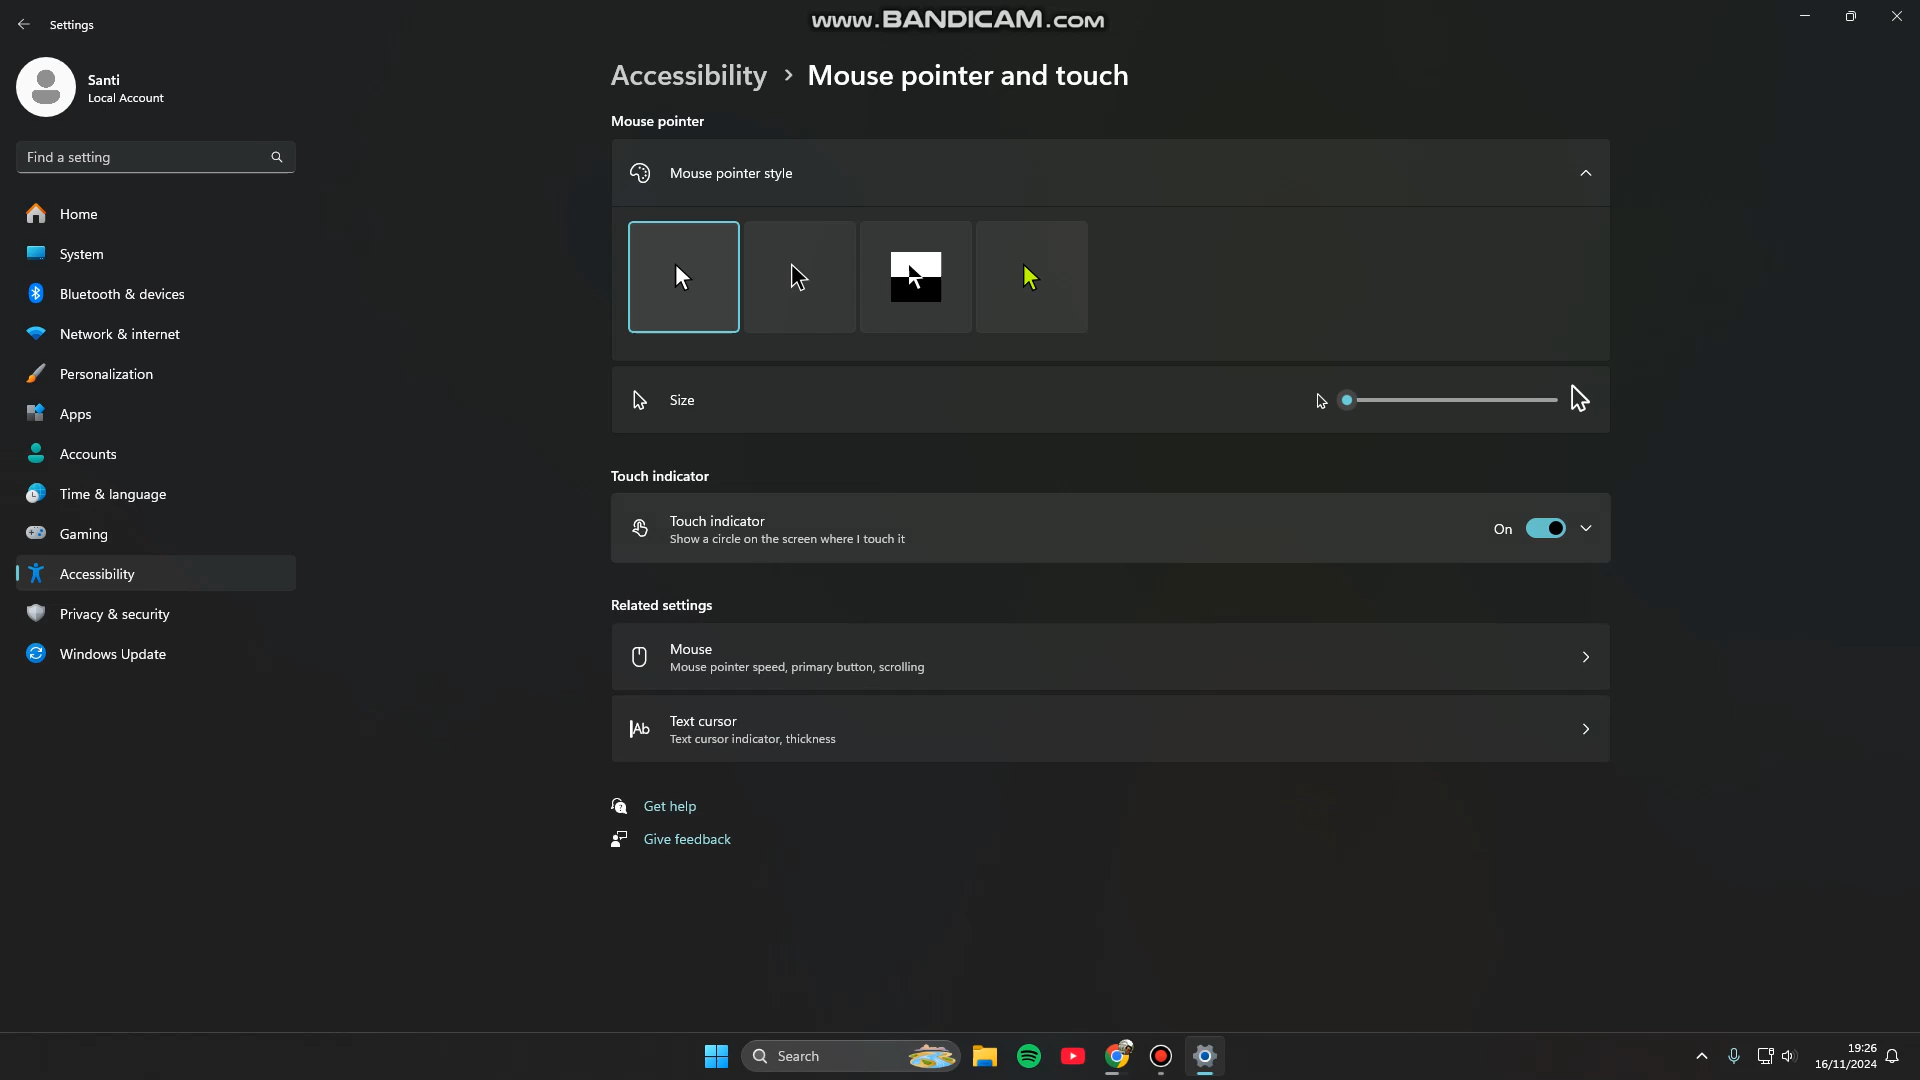 Settings
www.BANDICAM.com
Santi
Local Account
Find a setting
Home
System
Bluetooth & devices
Network & internet
Personalization
Apps
Accounts
Time & language
Gaming
Accessibility
Privacy & security
Windows Update
Accessibility > Mouse pointer and touch
Mouse pointer
Mouse pointer style
Size
Touch indicator
Touch indicator
Show a circle on the screen where I touch it
On
Related settings
Mouse
Mouse pointer speed, primary button, scrolling
Ab
Text cursor
Text cursor indicator, thickness
Get help
Give feedback
Search
19:26
16/11/2024